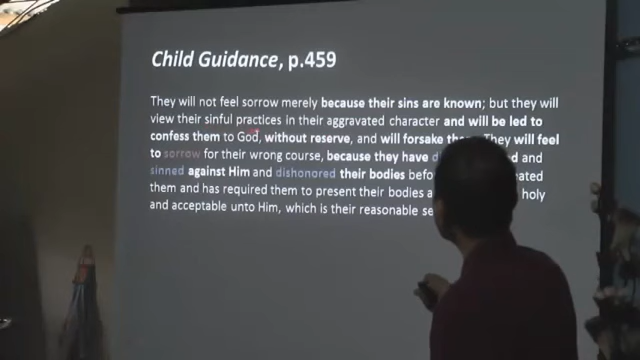 Child Guidance, p.459
They will not feel sorrow merely because their sins are known; but they will
view their sinful practices in their aggravated character and will be led to
confess them to God, without reserve, and will forsake They will feel
to sorrow for their wrong course, because they have and
sinned against Him and dishonored their bodies
them and has required them to present their bodies holy
and acceptable unto Him, which is their reasonable